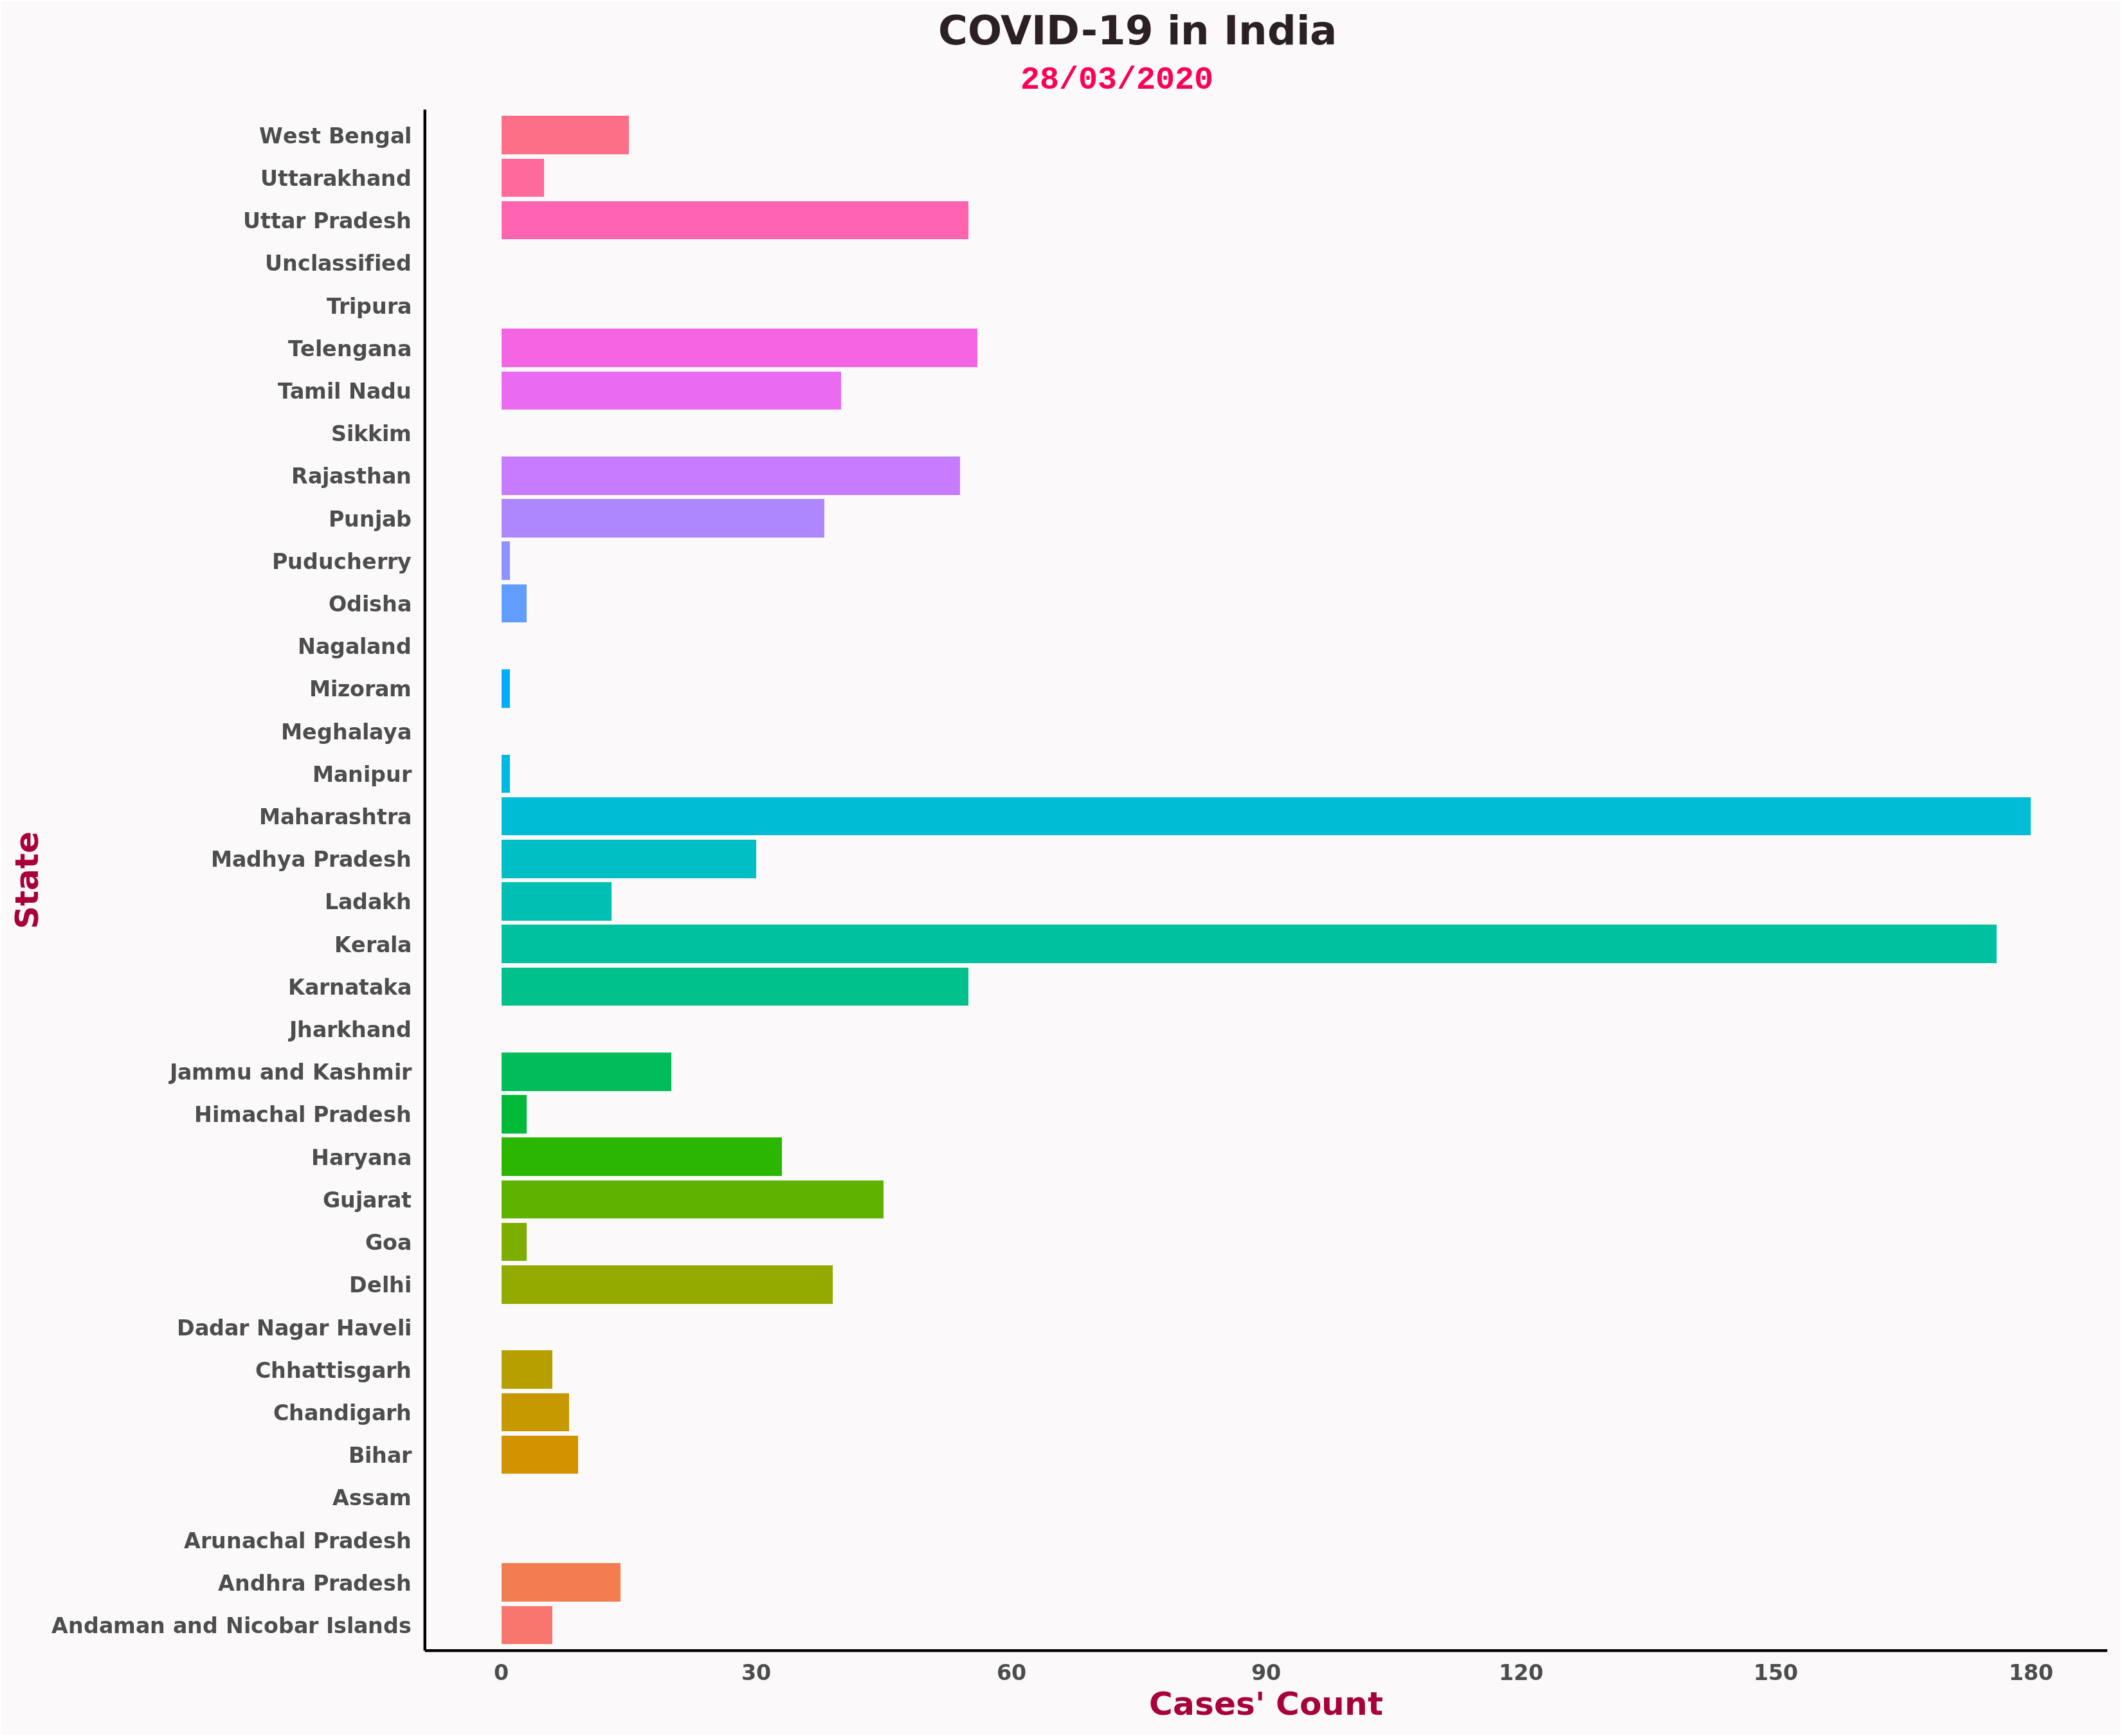 COVID-19 in India
28/03/2020
State
West Bengal
Uttarakhand
Uttar Pradesh
Unclassified
Tripura
Telengana
Tamil Nadu
Sikkim
Rajasthan
Punjab
Puducherry
Odisha
Nagaland
Mizoram
Meghalaya
Manipur
Maharashtra
Madhya Pradesh
Ladakh
Kerala
Karnataka
Jharkhand
Jammu and Kashmir
Himachal Pradesh
Haryana
Gujarat
Goa
Delhi
Dadar Nagar Haveli
Chhattisgarh
Chandigarh
Bihar
Assam
Arunachal Pradesh
Andhra Pradesh
Andaman and Nicobar Islands
0 30 60 90 120 150 180
Cases' Count